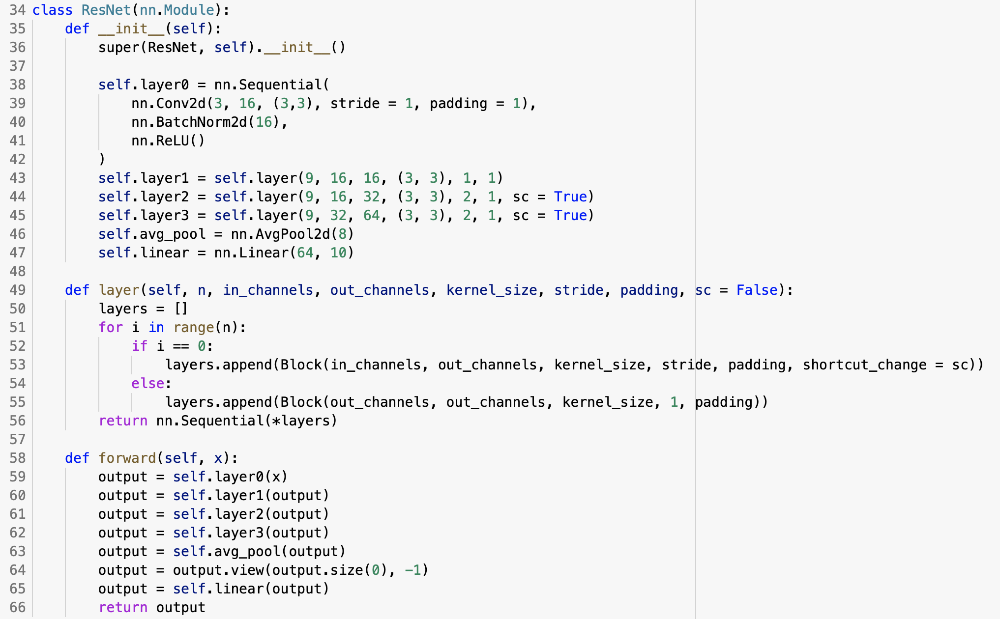 34 class ResNet(nn.Module):
35     def __init__(self):
36         super(ResNet, self).__init__()
37
38         self.layer0 = nn.Sequential(
39             nn.Conv2d(3, 16, (3,3), stride = 1, padding = 1),
40             nn.BatchNorm2d(16),
41             nn.ReLU()
42         )
43         self.layer1 = self.layer(9, 16, 16, (3, 3), 1, 1)
44         self.layer2 = self.layer(9, 16, 32, (3, 3), 2, 1, sc = True)
45         self.layer3 = self.layer(9, 32, 64, (3, 3), 2, 1, sc = True)
46         self.avg_pool = nn.AvgPool2d(8)
47         self.linear = nn.Linear(64, 10)
48
49     def layer(self, n, in_channels, out_channels, kernel_size, stride, padding, sc = False):
50         layers = []
51         for i in range(n):
52             if i == 0:
53                 layers.append(Block(in_channels, out_channels, kernel_size, stride, padding, shortcut_change = sc))
54             else:
55                 layers.append(Block(out_channels, out_channels, kernel_size, 1, padding))
56         return nn.Sequential(*layers)
57
58     def forward(self, x):
59         output = self.layer0(x)
60         output = self.layer1(output)
61         output = self.layer2(output)
62         output = self.layer3(output)
63         output = self.avg_pool(output)
64         output = output.view(output.size(0), -1)
65         output = self.linear(output)
66         return output